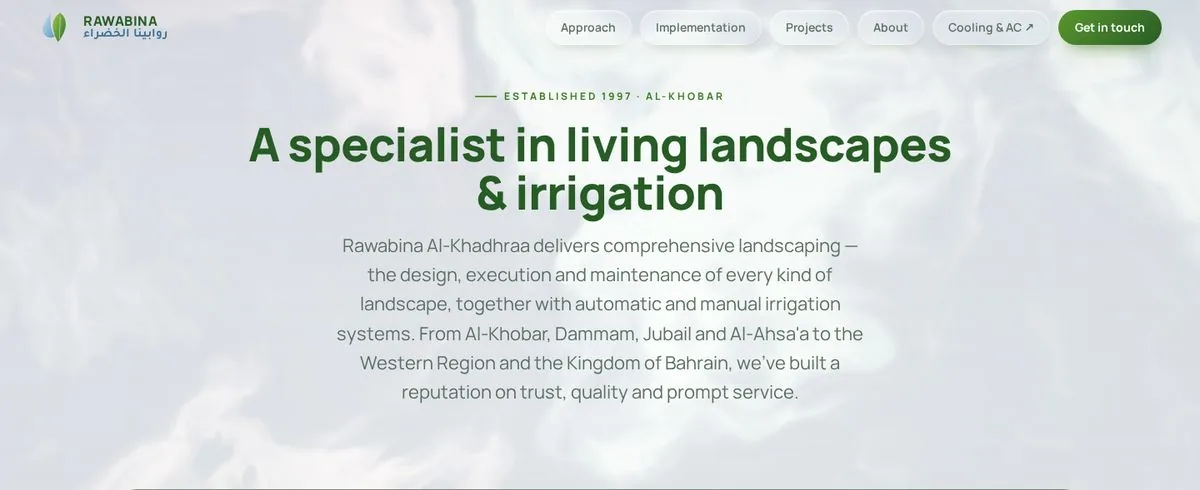 RAWABINA
روابينا الخضراء
Approach
Implementation
Projects
About
Cooling & AC ↗
Get in touch
ESTABLISHED 1997 · AL-KHOBAR
A specialist in living landscapes
& irrigation
Rawabina Al-Khadhraa delivers comprehensive landscaping —
the design, execution and maintenance of every kind of
landscape, together with automatic and manual irrigation
systems. From Al-Khobar, Dammam, Jubail and Al-Ahsa'a to the
Western Region and the Kingdom of Bahrain, we've built a
reputation on trust, quality and prompt service.